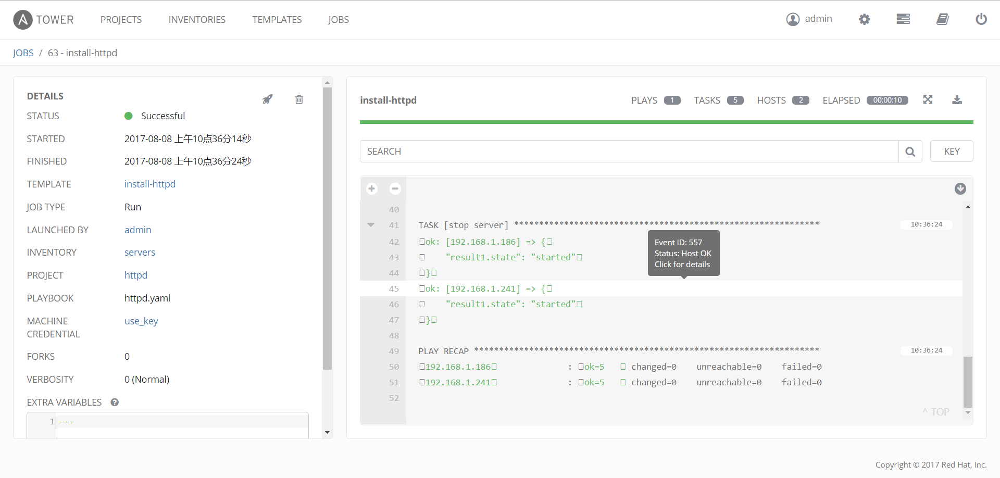 TOWER PROJECTS INVENTORIES TEMPLATES JOBS admin
JOBS / 63 - install-httpd
DETAILS
STATUS Successful
STARTED 2017-08-08 上午10点36分14秒
FINISHED 2017-08-08 上午10点36分24秒
TEMPLATE install-httpd
JOB TYPE Run
LAUNCHED BY admin
INVENTORY servers
PROJECT httpd
PLAYBOOK httpd.yaml
MACHINE CREDENTIAL use_key
FORKS 0
VERBOSITY 0 (Normal)
EXTRA VARIABLES ?
1 ---
install-httpd PLAYS 1 TASKS 5 HOSTS 2 ELAPSED 00:00:10
SEARCH KEY
40
41 TASK [stop server] ************************************************************* 10:36:24
42 ok: [192.168.1.186] => {
43 "result1.state": "started"
44 }
45 ok: [192.168.1.241] => {
46 "result1.state": "started"
47 }
48
49 PLAY RECAP ********************************************************************* 10:36:24
50 192.168.1.186 : ok=5 changed=0 unreachable=0 failed=0
51 192.168.1.241 : ok=5 changed=0 unreachable=0 failed=0
52
Event ID: 557
Status: Host OK
Click for details
^ TOP
Copyright © 2017 Red Hat, Inc.